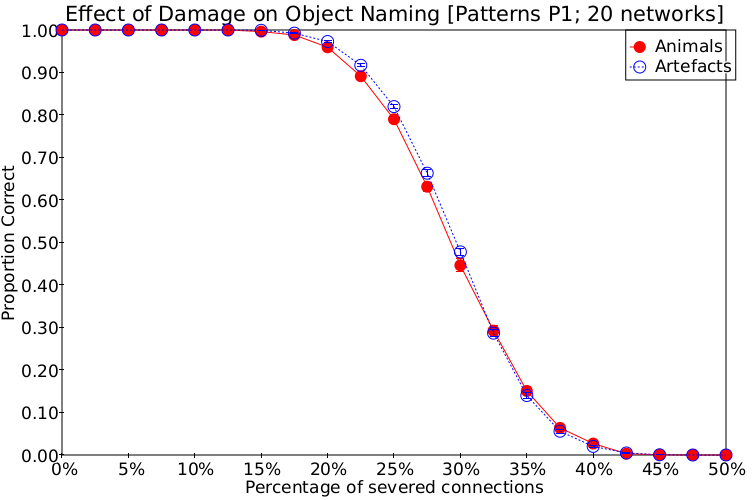 Effect of Damage on Object Naming [Patterns P1; 20 networks]
Animals
Artefacts
Proportion Correct
1.00
0.90
0.80
0.70
0.60
0.50
0.40
0.30
0.20
0.10
0.00
0% 5% 10% 15% 20% 25% 30% 35% 40% 45% 50%
Percentage of severed connections